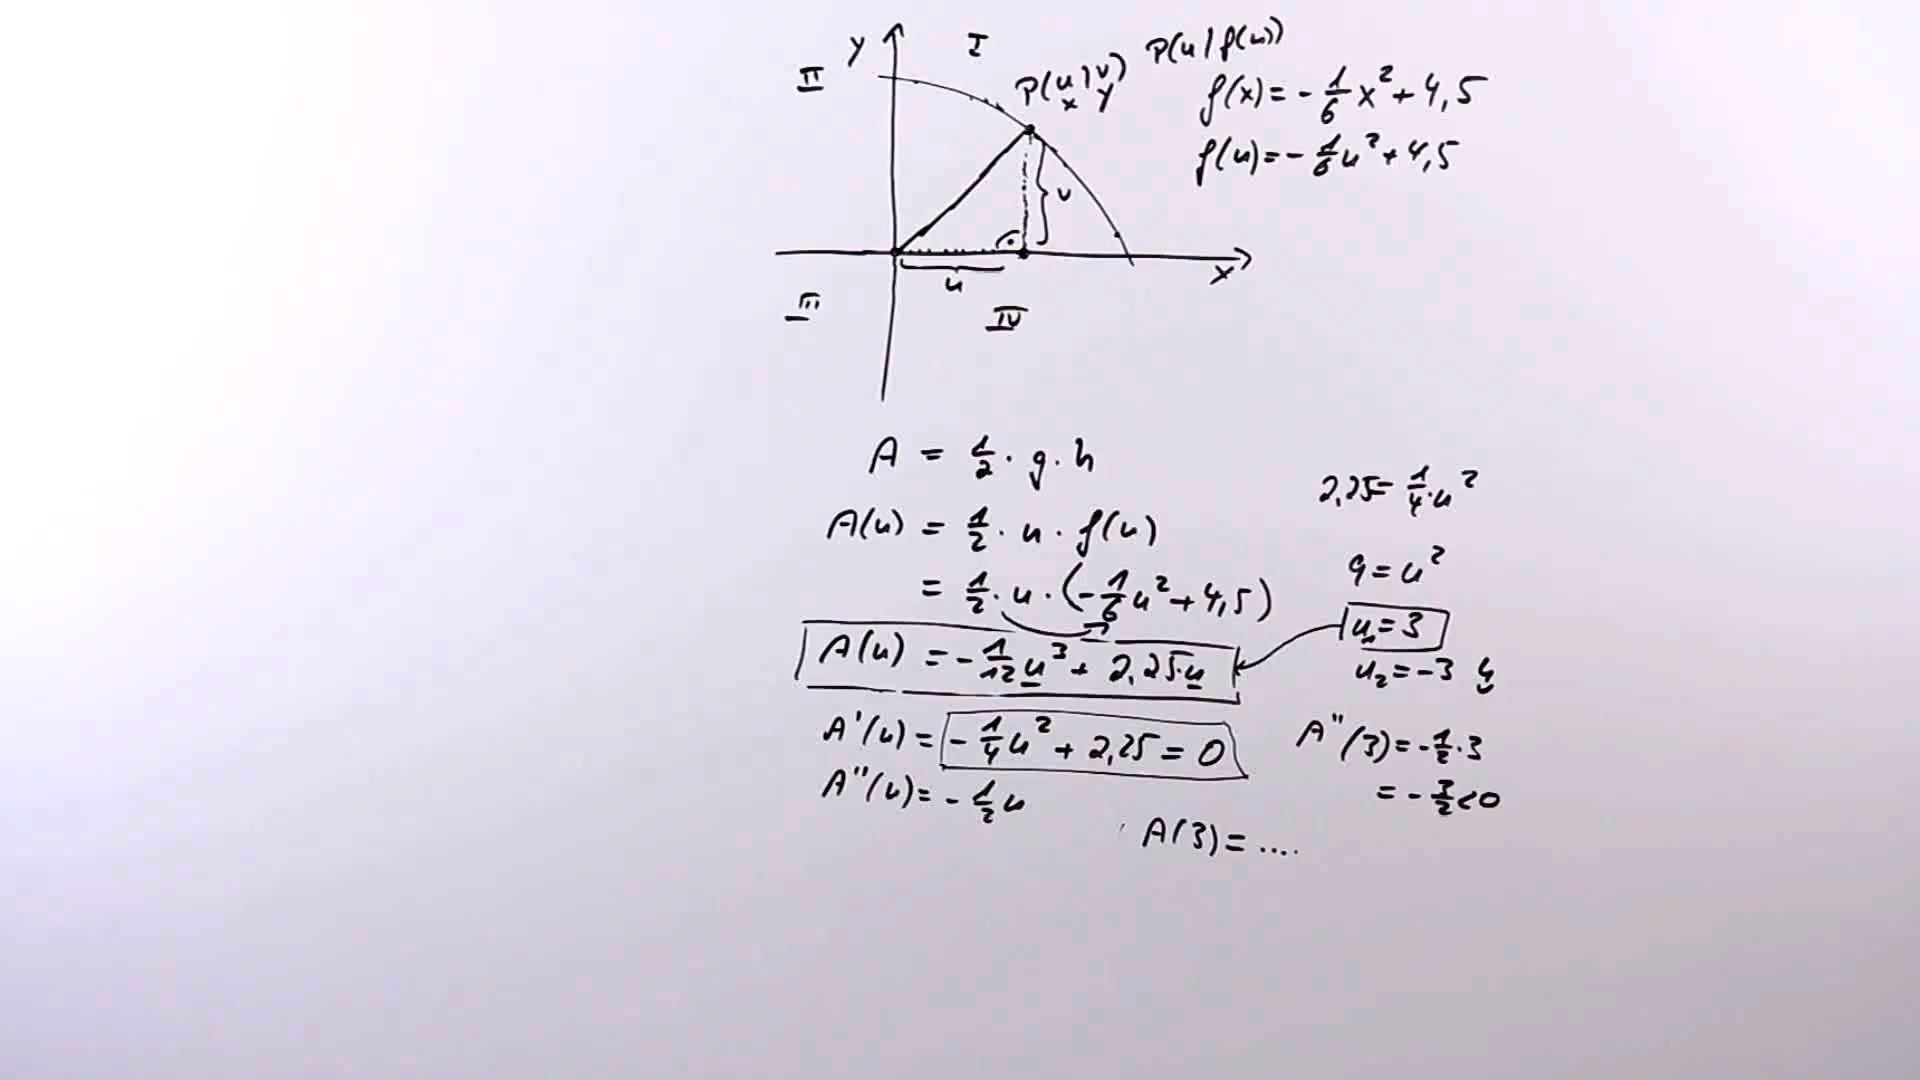 y
I
II
P(u | v)
x y
P(u | f(u))
f(x) = - 1/6 x² + 4,5
f(u) = - 1/6 u² + 4,5
v
u
x
III
IV
A = 1/2 · g · h
A(u) = 1/2 · u · f(u)
= 1/2 · u · (- 1/6 u² + 4,5)
A(u) = - 1/12 u³ + 2,25 · u
A'(u) = - 1/4 u² + 2,25 = 0
A''(u) = - 1/2 u
2,25 = 1/4 · u²
9 = u²
u₁ = 3
u₂ = -3 ↯
A''(3) = - 1/2 · 3
= - 3/2 < 0
A(3) = ....